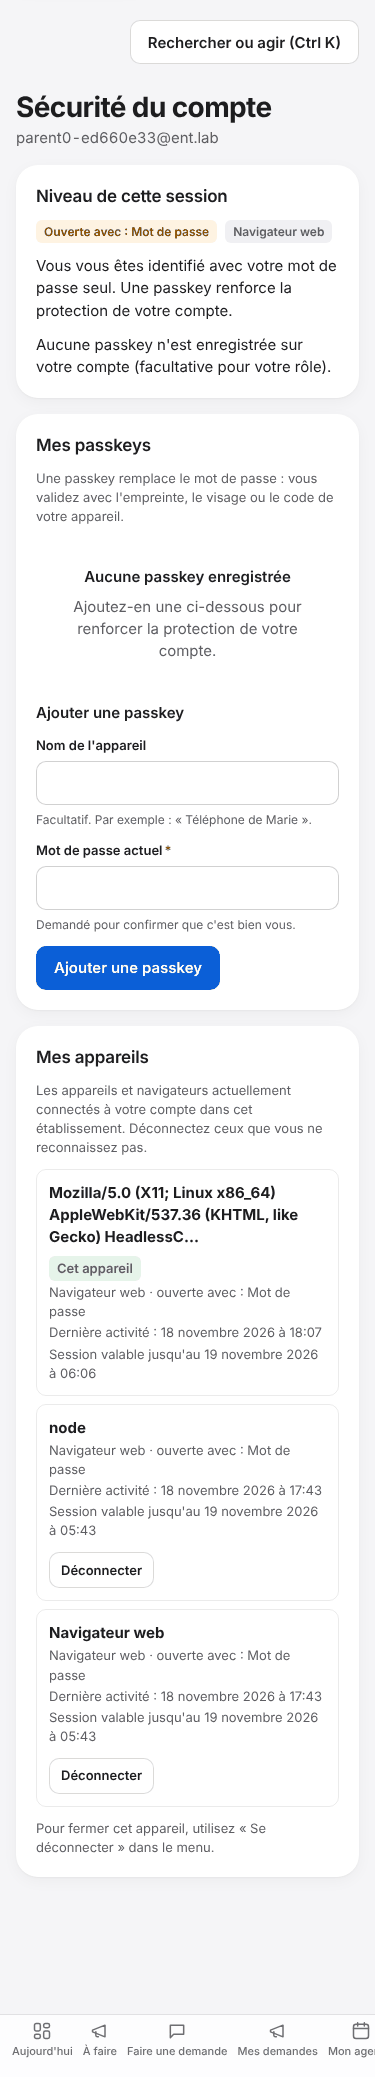 Rechercher ou agir (Ctrl K)
Sécurité du compte
parent0-ed660e33@ent.lab
Niveau de cette session
Ouverte avec : Mot de passe
Navigateur web
Vous vous êtes identifié avec votre mot de
passe seul. Une passkey renforce la
protection de votre compte.
Aucune passkey n'est enregistrée sur
votre compte (facultative pour votre rôle).
Mes passkeys
Une passkey remplace le mot de passe : vous
validez avec l'empreinte, le visage ou le code de
votre appareil.
Aucune passkey enregistrée
Ajoutez-en une ci-dessous pour
renforcer la protection de votre
compte.
Ajouter une passkey
Nom de l'appareil
Facultatif. Par exemple : « Téléphone de Marie ».
Mot de passe actuel *
Demandé pour confirmer que c'est bien vous.
Ajouter une passkey
Mes appareils
Les appareils et navigateurs actuellement
connectés à votre compte dans cet
établissement. Déconnectez ceux que vous ne
reconnaissez pas.
Mozilla/5.0 (X11; Linux x86_64)
AppleWebKit/537.36 (KHTML, like
Gecko) HeadlessC…
Cet appareil
Navigateur web · ouverte avec : Mot de
passe
Dernière activité : 18 novembre 2026 à 18:07
Session valable jusqu'au 19 novembre 2026
à 06:06
node
Navigateur web · ouverte avec : Mot de
passe
Dernière activité : 18 novembre 2026 à 17:43
Session valable jusqu'au 19 novembre 2026
à 05:43
Déconnecter
Navigateur web
Navigateur web · ouverte avec : Mot de
passe
Dernière activité : 18 novembre 2026 à 17:43
Session valable jusqu'au 19 novembre 2026
à 05:43
Déconnecter
Pour fermer cet appareil, utilisez « Se
déconnecter » dans le menu.
Aujourd'hui
À faire
Faire une demande
Mes demandes
Mon age